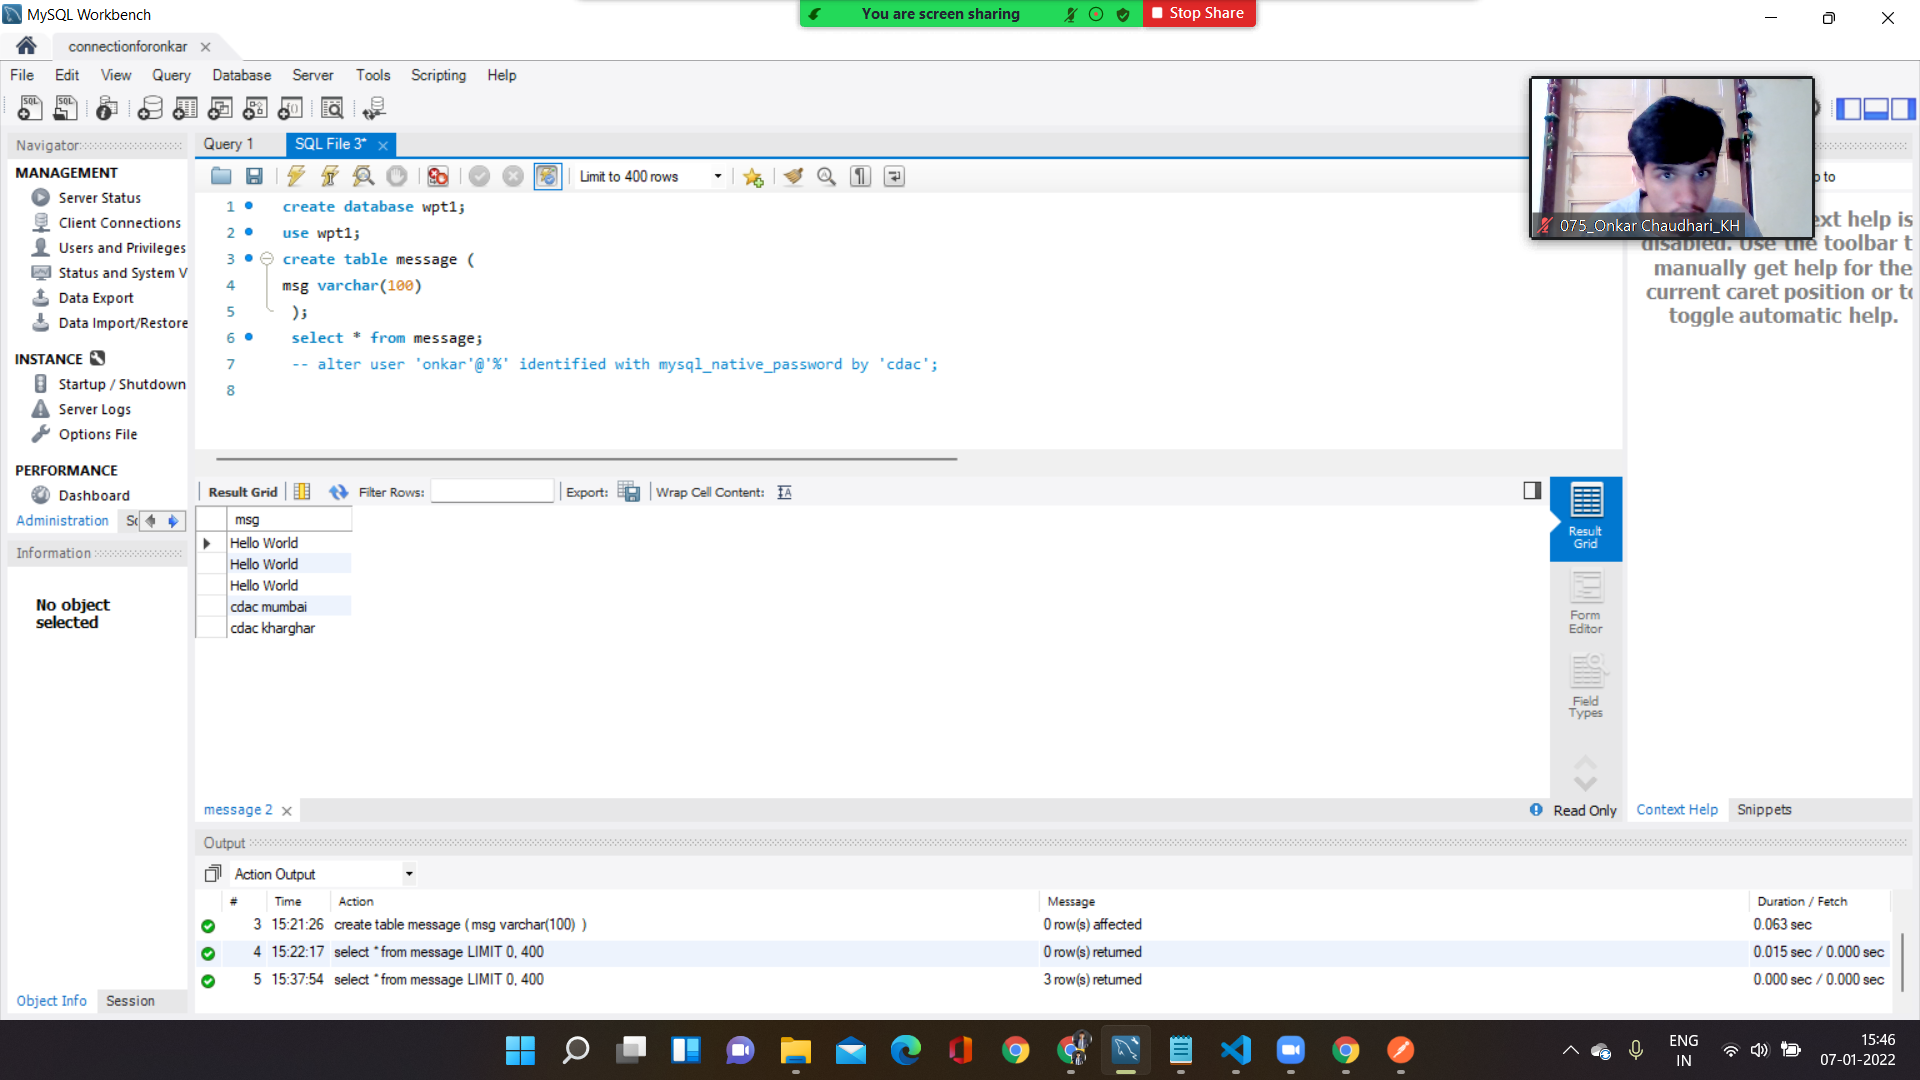 MySQL Workbench
You are screen sharing
Stop Share
connectionforonkar
File Edit View Query Database Server Tools Scripting Help
Navigator
MANAGEMENT
Server Status
Client Connections
Users and Privileges
Status and System V
Data Export
Data Import/Restore
INSTANCE
Startup / Shutdown
Server Logs
Options File
PERFORMANCE
Dashboard
Administration Sc
Information
No object
selected
Object Info Session
Query 1 SQL File 3*
Limit to 400 rows
1 create database wpt1;
2 use wpt1;
3 create table message (
4 msg varchar(100)
5 );
6 select * from message;
7 -- alter user 'onkar'@'%' identified with mysql_native_password by 'cdac';
8
Result Grid Filter Rows: Export: Wrap Cell Content:
msg
Hello World
Hello World
Hello World
cdac mumbai
cdac kharghar
Result
Grid
Form
Editor
Field
Types
message 2
Read Only
075_Onkar Chaudhari_KH
to
ext help is
disabled. Use the toolbar t
manually get help for the
current caret position or to
toggle automatic help.
Context Help Snippets
Output
Action Output
# Time Action Message Duration / Fetch
3 15:21:26 create table message ( msg varchar(100) ) 0 row(s) affected 0.063 sec
4 15:22:17 select * from message LIMIT 0, 400 0 row(s) returned 0.015 sec / 0.000 sec
5 15:37:54 select * from message LIMIT 0, 400 3 row(s) returned 0.000 sec / 0.000 sec
ENG
IN
15:46
07-01-2022